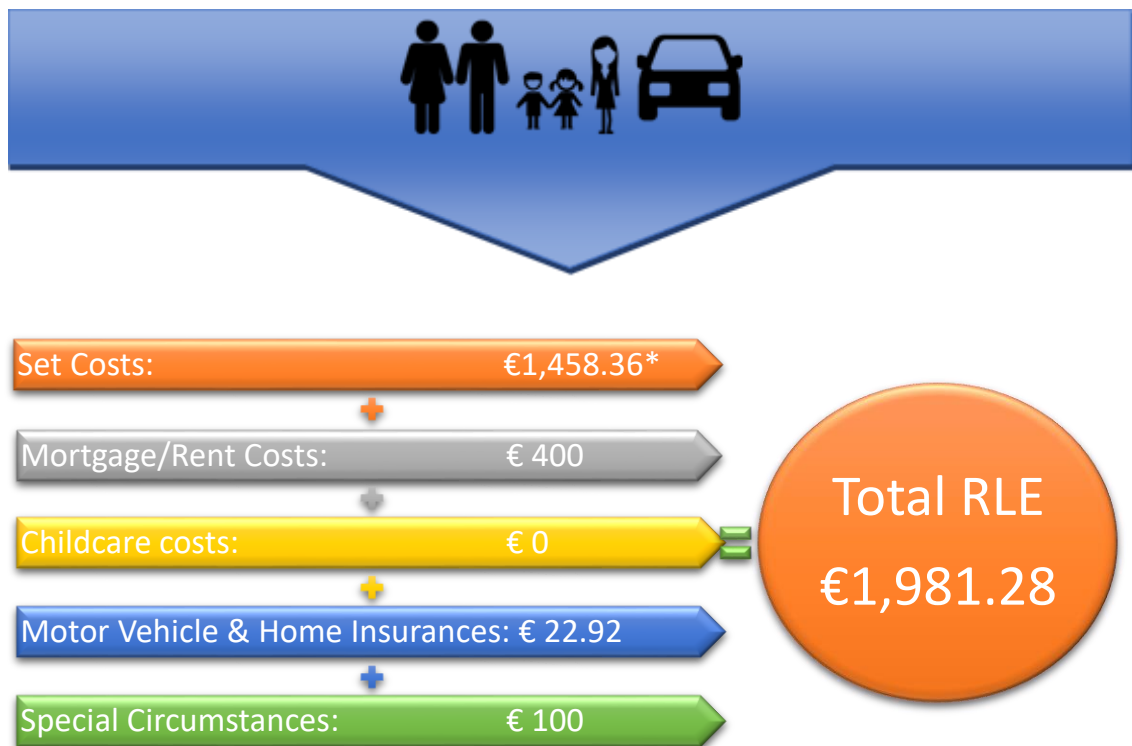 Set Costs: €1,458.36*
Mortgage/Rent Costs: € 400
Childcare costs: € 0
Motor Vehicle & Home Insurances: € 22.92
Special Circumstances: € 100
Total RLE
€1,981.28